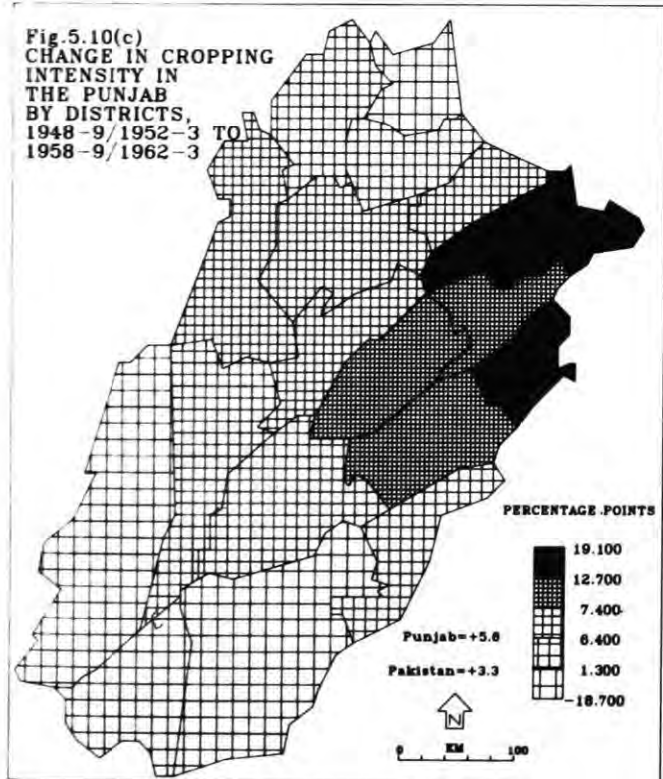 Fig.5.10(c)
CHANGE IN CROPPING
INTENSITY IN
THE PUNJAB
BY DISTRICTS,
1948-9/1952-3 TO
1958-9/1962-3
PERCENTAGE POINTS
19.100
12.700
7.400
6.400
1.300
-18.700
Punjab=+5.6
Pakistan=+3.3
N
KM
0 100